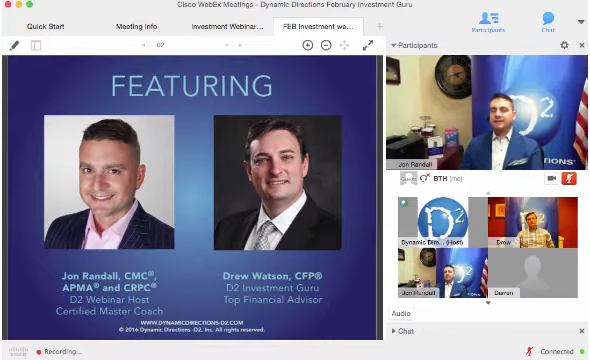 Cisco WebEx Meetings - Dynamic Directions February Investment Guru
Quick Start
Meeting Info
Investment Webinar...
FEB Investment we...
Participants
Chat
02
Participants
FEATURING
D2
DIRECTIONS
Jon Randall
BTH (me)
Jon Randall, CMC®,
APMA® and CRPC®
D2 Webinar Host
Certified Master Coach
Drew Watson, CFP®
D2 Investment Guru
Top Financial Advisor
WWW.DYNAMICDIRECTIONS-D2.COM
© 2016 Dynamic Directions -D2, Inc. All rights reserved.
D2
Dynamic Dire... (Host)
Drew
Jon Randall
Darren
Audio
Chat
Recording...
Connected